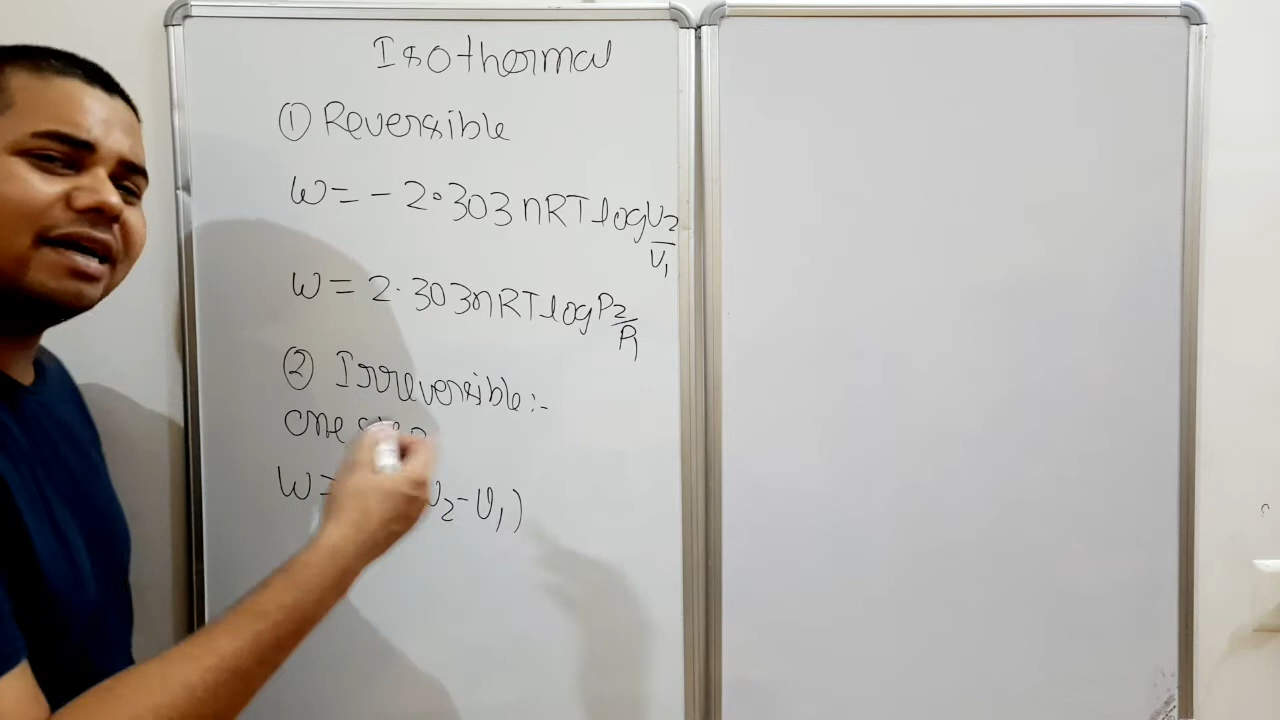 Isothermal
① Reversible
W = - 2.303 nRT log V2/V1
W = 2.303 nRT log P2/P1
② Irreversible :-
one
W = V2 - V1)